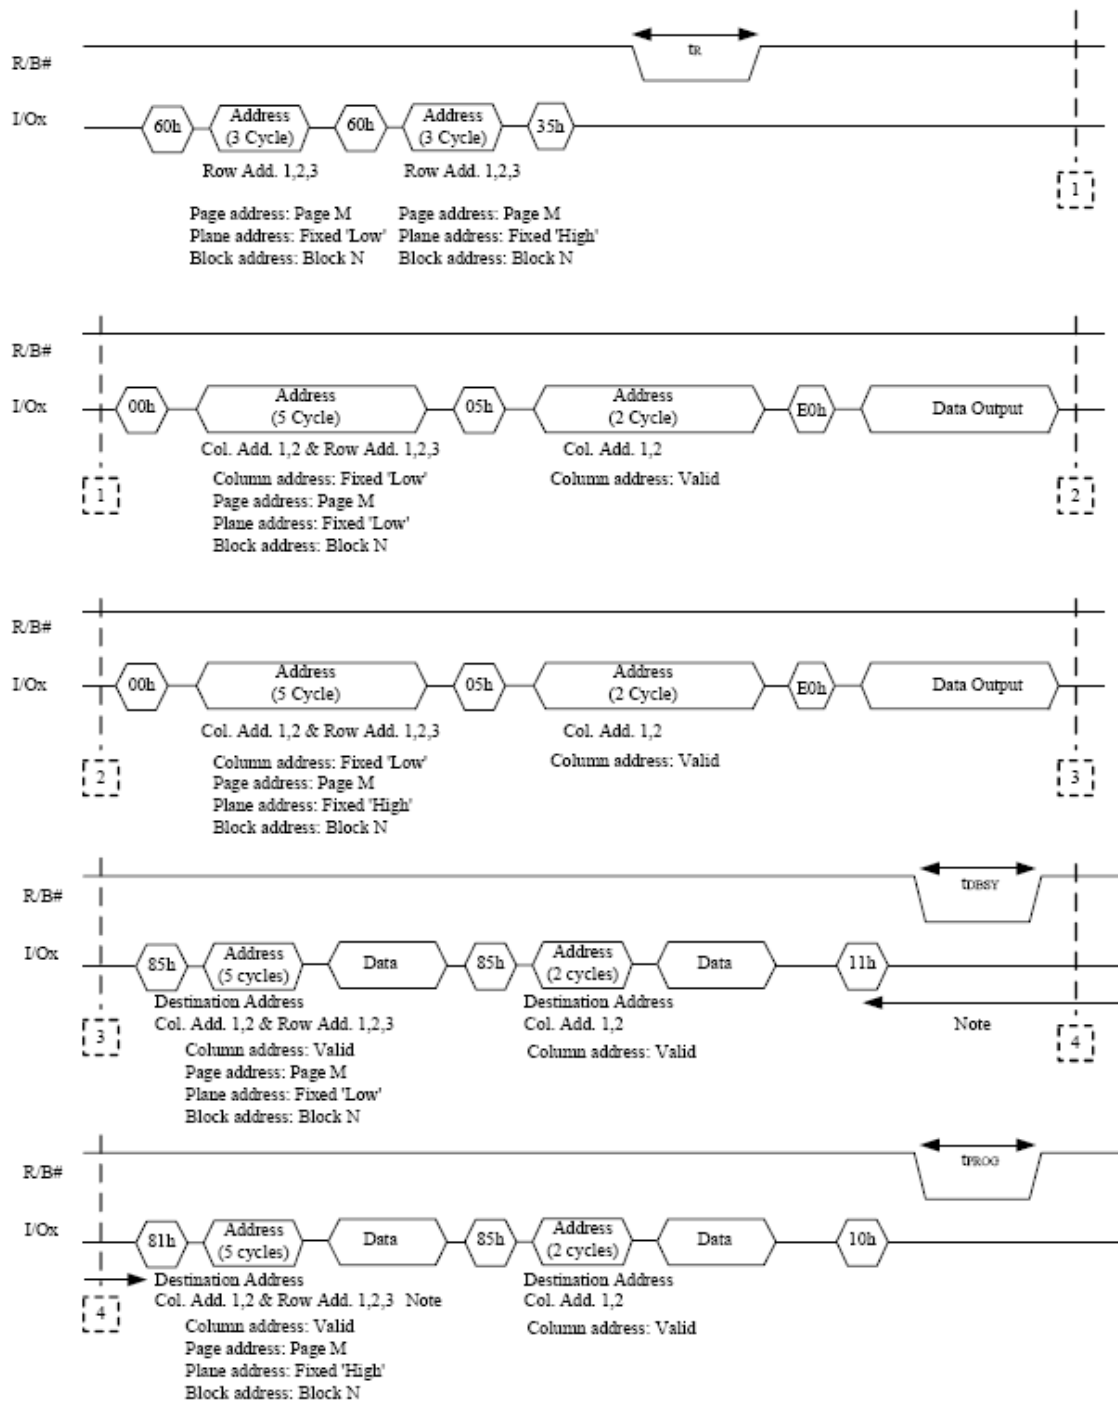 tR
R/B#
I/Ox
60h
Address
(3 Cycle)
60h
Address
(3 Cycle)
35h
Row Add. 1,2,3
Row Add. 1,2,3
1
Page address: Page M
Plane address: Fixed 'Low'
Block address: Block N
Page address: Page M
Plane address: Fixed 'High'
Block address: Block N
R/B#
I/Ox
00h
Address
(5 Cycle)
05h
Address
(2 Cycle)
E0h
Data Output
Col. Add. 1,2 & Row Add. 1,2,3
Col. Add. 1,2
1
Column address: Fixed 'Low'
Page address: Page M
Plane address: Fixed 'Low'
Block address: Block N
Column address: Valid
2
R/B#
I/Ox
00h
Address
(5 Cycle)
05h
Address
(2 Cycle)
E0h
Data Output
Col. Add. 1,2 & Row Add. 1,2,3
Col. Add. 1,2
2
Column address: Fixed 'Low'
Page address: Page M
Plane address: Fixed 'High'
Block address: Block N
Column address: Valid
3
tDBSY
R/B#
I/Ox
85h
Address
(5 cycles)
Data
85h
Address
(2 cycles)
Data
11h
Destination Address
Col. Add. 1,2 & Row Add. 1,2,3
Destination Address
Col. Add. 1,2
Note
3
Column address: Valid
Page address: Page M
Plane address: Fixed 'Low'
Block address: Block N
Column address: Valid
4
tPROG
R/B#
I/Ox
81h
Address
(5 cycles)
Data
85h
Address
(2 cycles)
Data
10h
Destination Address
Col. Add. 1,2 & Row Add. 1,2,3 Note
Destination Address
Col. Add. 1,2
4
Column address: Valid
Page address: Page M
Plane address: Fixed 'High'
Block address: Block N
Column address: Valid